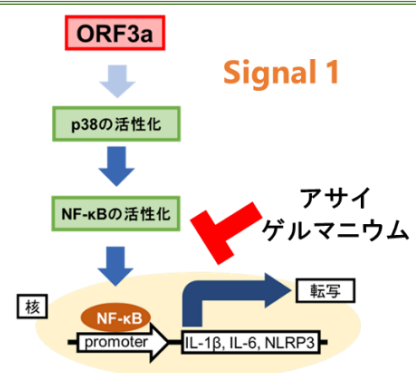 ORF3a
Signal 1
p38の活性化
NF-κBの活性化
アサイ
ゲルマニウム
核
転写
NF-κB
promoter
IL-1β, IL-6, NLRP3